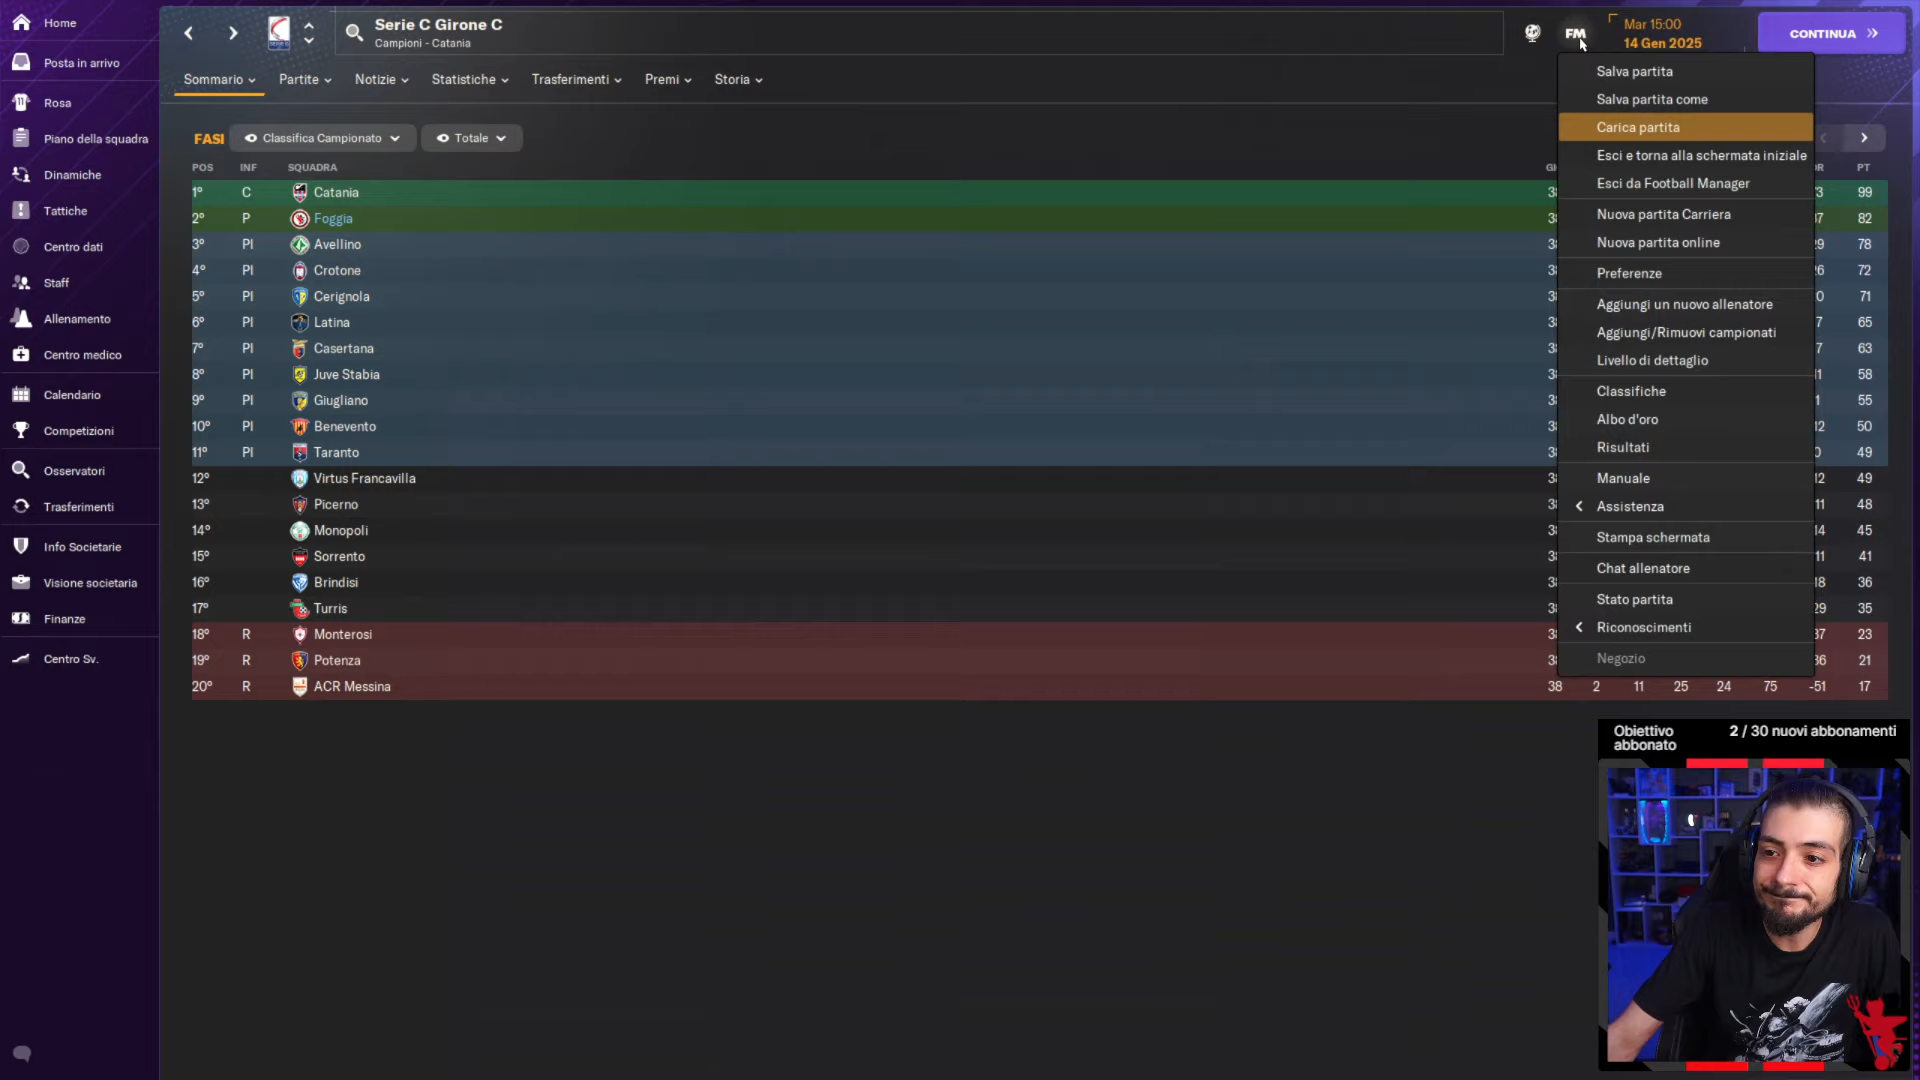 Home
Posta in arrivo
Rosa
Piano della squadra
Dinamiche
Tattiche
Centro dati
Staff
Allenamento
Centro medico
Calendario
Competizioni
Osservatori
Trasferimenti
Info Societarie
Visione societaria
Finanze
Centro Sv.
Serie C Girone C
Campioni - Catania
FM
Mar 15:00
14 Gen 2025
CONTINUA
Sommario
Partite
Notizie
Statistiche
Trasferimenti
Premi
Storia
FASI
Classifica Campionato
Totale
POS INF SQUADRA PT
1° C Catania 99
2° P Foggia 82
3° PI Avellino 78
4° PI Crotone 72
5° PI Cerignola 71
6° PI Latina 65
7° PI Casertana 63
8° PI Juve Stabia 58
9° PI Giugliano 55
10° PI Benevento 50
11° PI Taranto 49
12° Virtus Francavilla 49
13° Picerno 48
14° Monopoli 45
15° Sorrento 41
16° Brindisi 36
17° Turris 35
18° R Monterosi 23
19° R Potenza 21
20° R ACR Messina 38 2 11 25 24 75 -51 17
Salva partita
Salva partita come
Carica partita
Esci e torna alla schermata iniziale
Esci da Football Manager
Nuova partita Carriera
Nuova partita online
Preferenze
Aggiungi un nuovo allenatore
Aggiungi/Rimuovi campionati
Livello di dettaglio
Classifiche
Albo d'oro
Risultati
Manuale
Assistenza
Stampa schermata
Chat allenatore
Stato partita
Riconoscimenti
Negozio
Obiettivo abbonato
2 / 30 nuovi abbonamenti